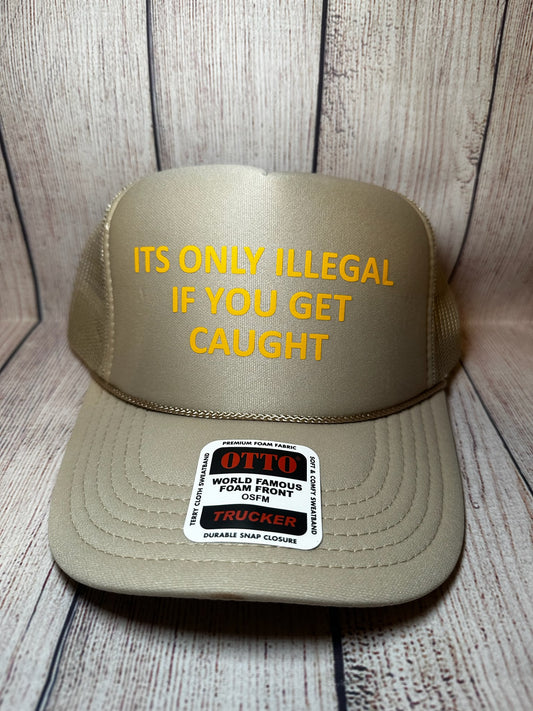 ITS ONLY ILLEGAL
IF YOU GET
CAUGHT
PREMIUM FOAM FABRIC
TERRY CLOTH SWEATBAND
SOFT & COMFY SWEATBAND
OTTO
WORLD FAMOUS
FOAM FRONT
OSFM
TRUCKER
DURABLE SNAP CLOSURE